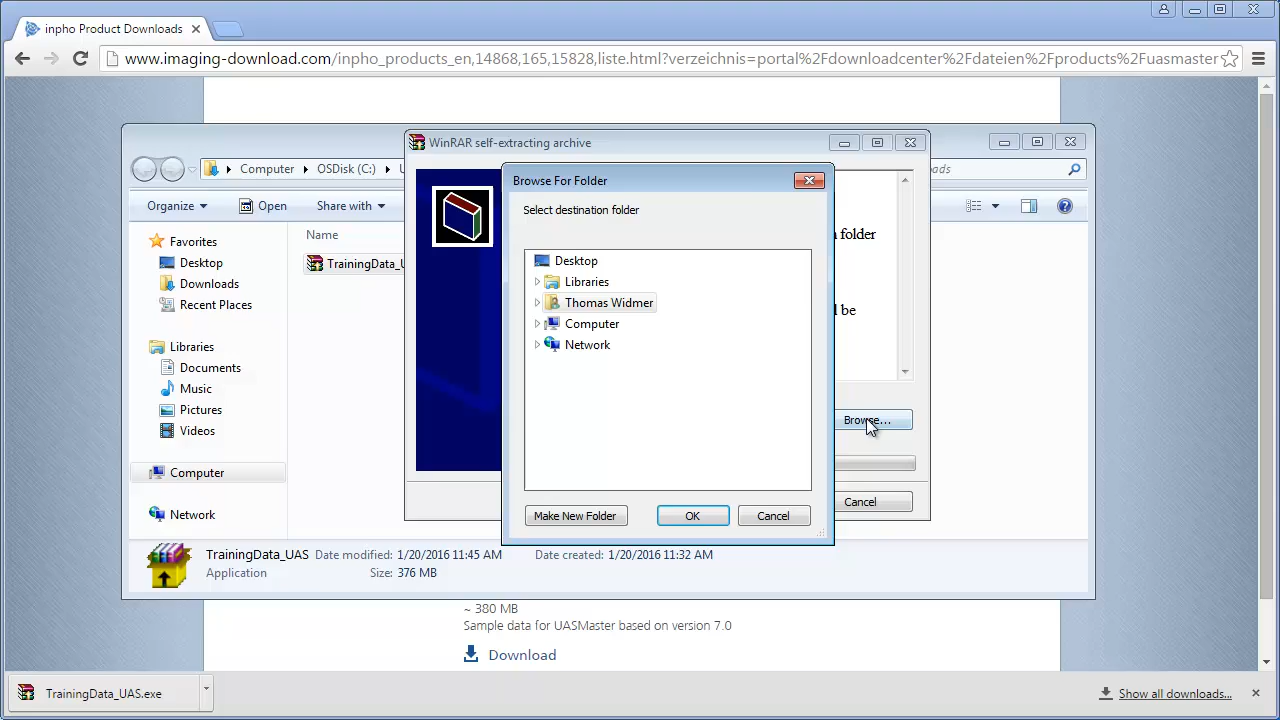 inpho Product Downloads
www.imaging-download.com/inpho_products_en,14868,165,15828,liste.html?verzeichnis=portal%2Fdownloadcenter%2Fdateien%2Fproducts%2Fuasmaster
WinRAR self-extracting archive
Computer
OSDisk (C:)
Browse For Folder
Select destination folder
Organize
Open
Share with
Name
TrainingData_U
Favorites
Desktop
Downloads
Recent Places
Libraries
Documents
Music
Pictures
Videos
Computer
Network
Desktop
Libraries
Thomas Widmer
Computer
Network
folder
be
Browse...
Make New Folder
OK
Cancel
Cancel
TrainingData_UAS Date modified: 1/20/2016 11:45 AM Date created: 1/20/2016 11:32 AM
Application Size: 376 MB
~ 380 MB
Sample data for UASMaster based on version 7.0
Download
TrainingData_UAS.exe
Show all downloads...